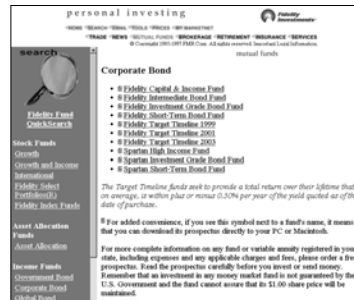 personal investing
Fidelity Investments
HOME SEARCH EMAIL TOOLS PRICES MY MARKETNET
TRADE NEWS MUTUAL FUNDS BROKERAGE RETIREMENT INSURANCE SERVICES
© Copyright 1995-1997 FMR Corp. All rights reserved. Important Legal Information.
mutual funds
search
Fidelity Fund
QuickSearch
Stock Funds
Growth
Growth and Income
International
Fidelity Select
Portfolios(R)
Fidelity Index Funds
Asset Allocation
Funds
Asset Allocation
Income Funds
Government Bond
Corporate Bond
Global Bond
Corporate Bond
Fidelity Capital & Income Fund
Fidelity Intermediate Bond Fund
Fidelity Investment Grade Bond Fund
Fidelity Short-Term Bond Fund
Fidelity Target Timeline 1999
Fidelity Target Timeline 2001
Fidelity Target Timeline 2003
Spartan High Income Fund
Spartan Investment Grade Bond Fund
Spartan Short-Term Bond Fund
The Target Timeline funds seek to provide a total return over their lifetime that
on average, is within plus or minus 0.50% per year of the yield quoted as of the
date of purchase.
For added convenience, if you see this symbol next to a fund's name, it means
that you can download its prospectus directly to your PC or Macintosh.
For more complete information on any fund or variable annuity registered in your
state, including expenses and any applicable charges and fees, please order a free
prospectus. Read the prospectus carefully before you invest or send money.
Remember that an investment in any money market fund is not guaranteed by the
U.S. Government and the fund cannot assure that its $1.00 share price will be
maintained.